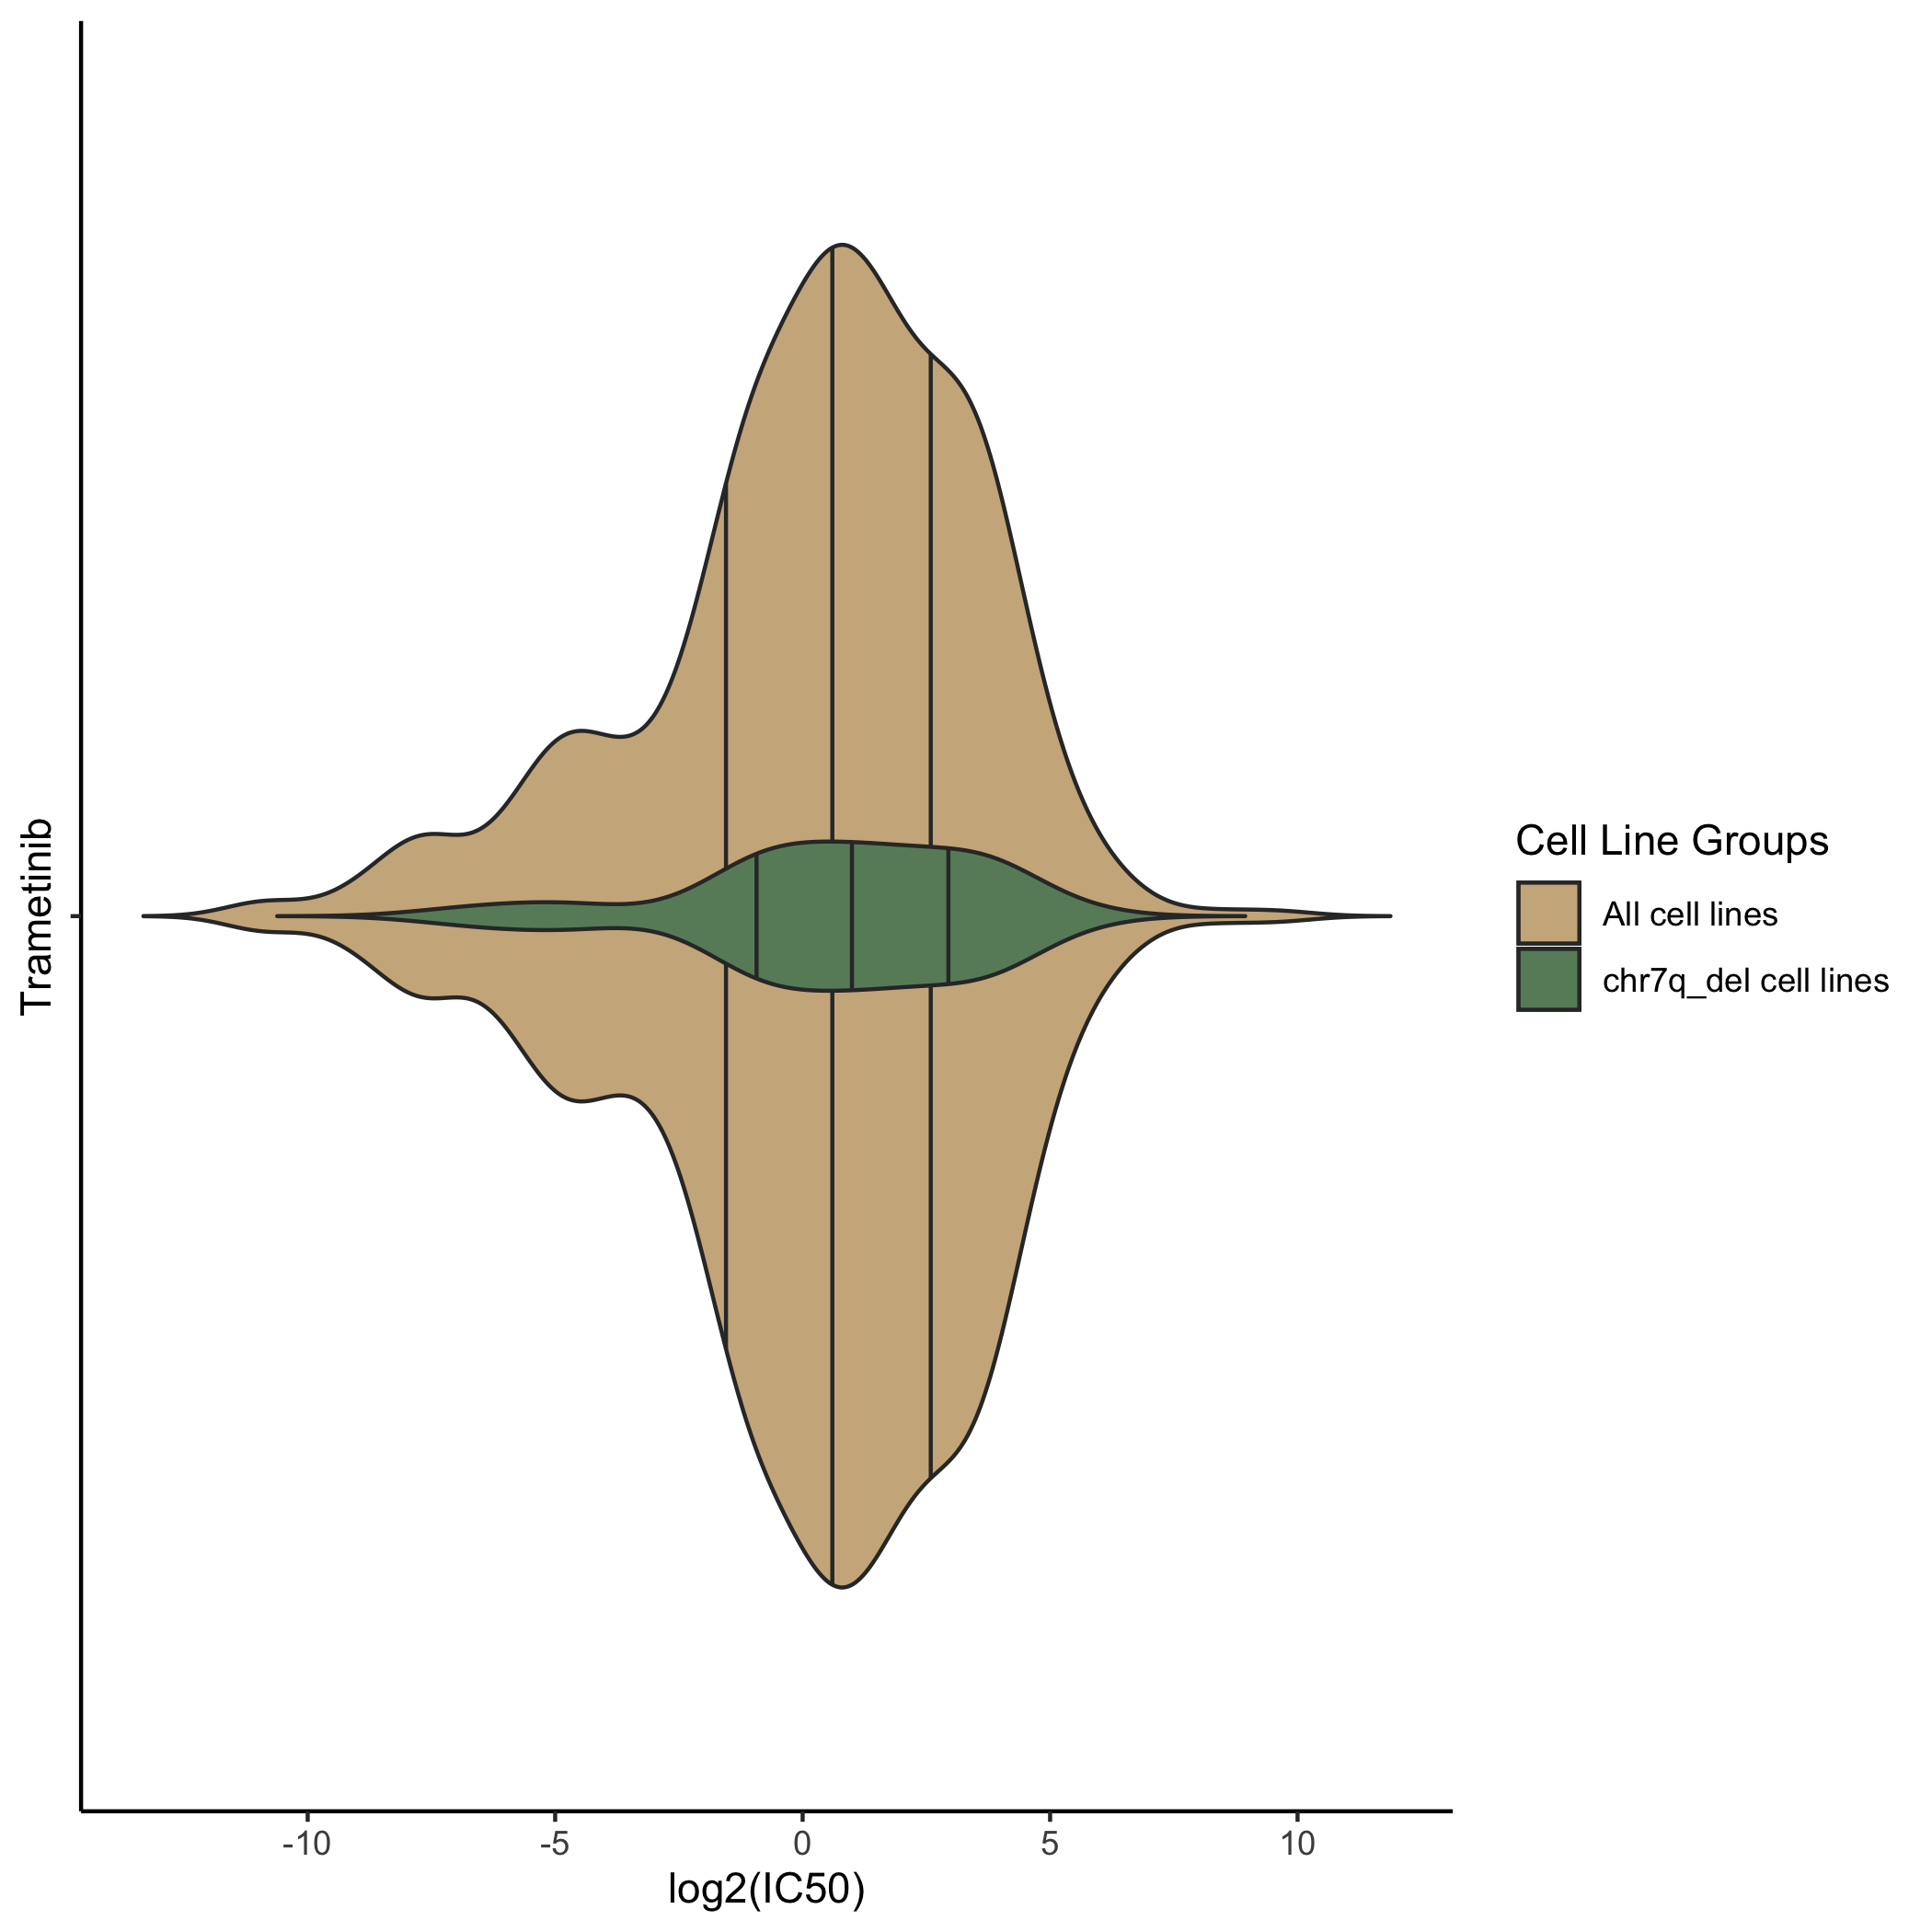 Trametinib
-10
-5
0
5
10
log2(IC50)
Cell Line Groups
All cell lines
chr7q_del cell lines